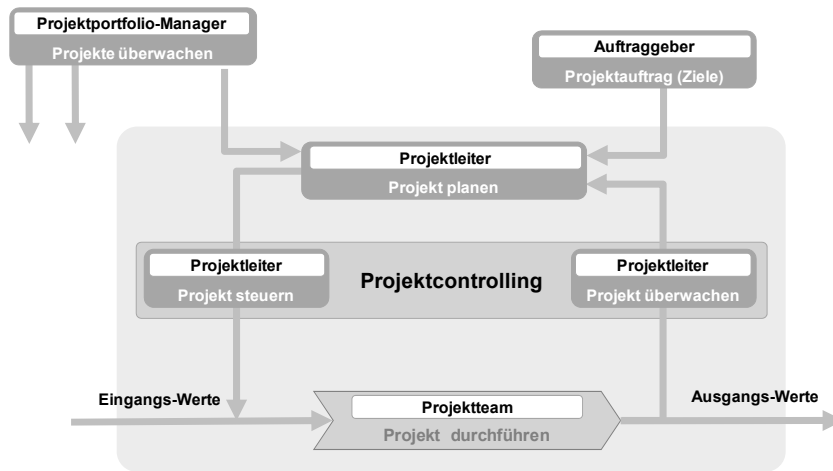 Projektportfolio-Manager
Projekte überwachen
Auftraggeber
Projektauftrag (Ziele)
Projektleiter
Projekt planen
Projektleiter
Projekt steuern
Projektcontrolling
Projektleiter
Projekt überwachen
Eingangs-Werte
Projektteam
Projekt durchführen
Ausgangs-Werte